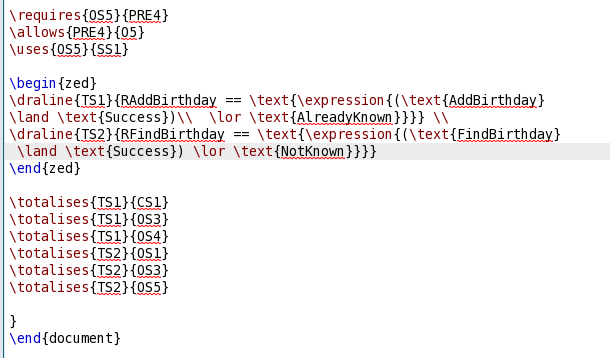 \requires{OS5}{PRE4}
\allows{PRE4}{O5}
\uses{OS5}{SS1}
\begin{zed}
\draline{TS1}{RAddBirthday == \text{\expression{(\text{AddBirthday}
\land \text{Success})\\  \lor \text{AlreadyKnown}}}} \\
\draline{TS2}{RFindBirthday == \text{\expression{(\text{FindBirthday}
\land \text{Success}) \lor \text{NotKnown}}}}
\end{zed}
\totalises{TS1}{CS1}
\totalises{TS1}{OS3}
\totalises{TS1}{OS4}
\totalises{TS2}{OS1}
\totalises{TS2}{OS3}
\totalises{TS2}{OS5}
}
\end{document}